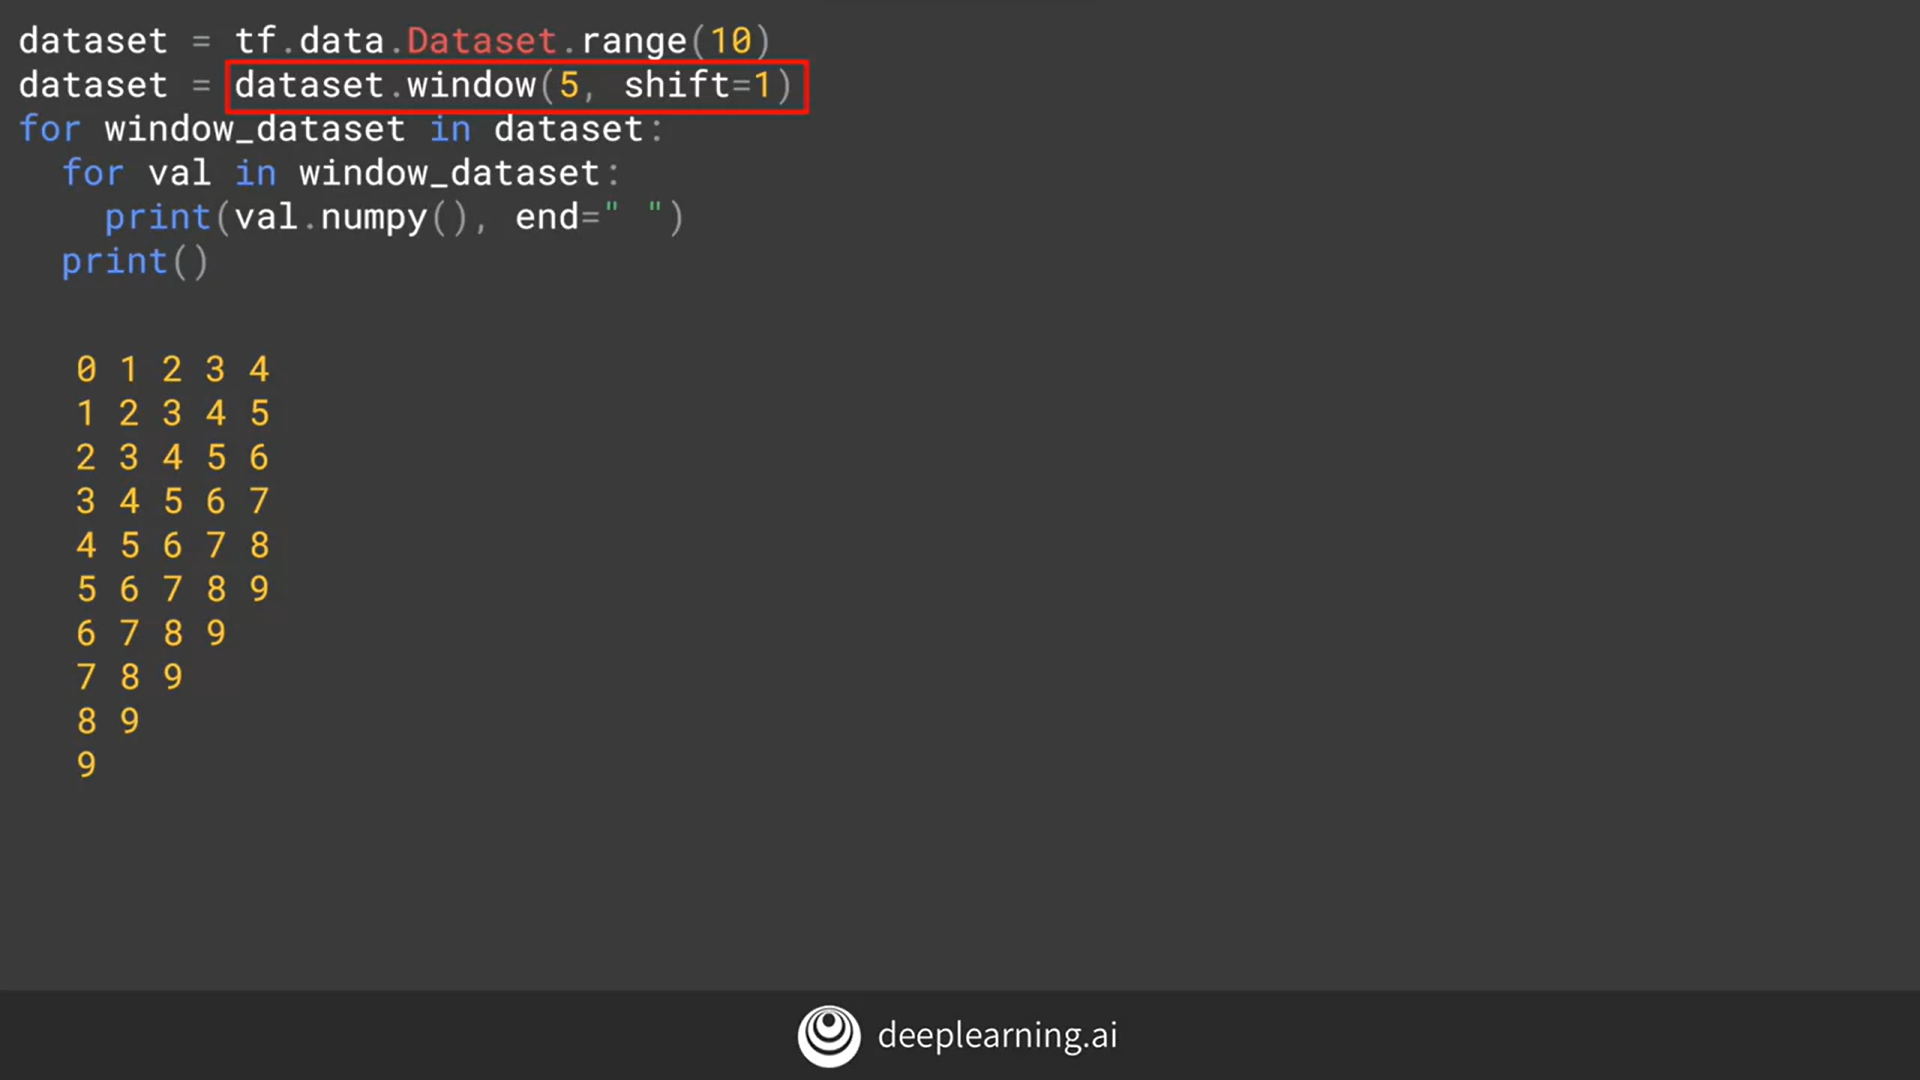 dataset = tf.data.Dataset.range(10)
dataset = dataset.window(5, shift=1)
for window_dataset in dataset:
  for val in window_dataset:
    print(val.numpy(), end=" ")
  print()
0 1 2 3 4
1 2 3 4 5
2 3 4 5 6
3 4 5 6 7
4 5 6 7 8
5 6 7 8 9
6 7 8 9
7 8 9
8 9
9
deeplearning.ai